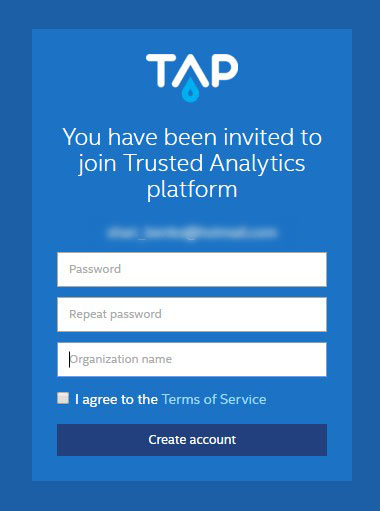 TAP
You have been invited to
join Trusted Analytics
platform
Password
Repeat password
Organization name
I agree to the Terms of Service
Create account